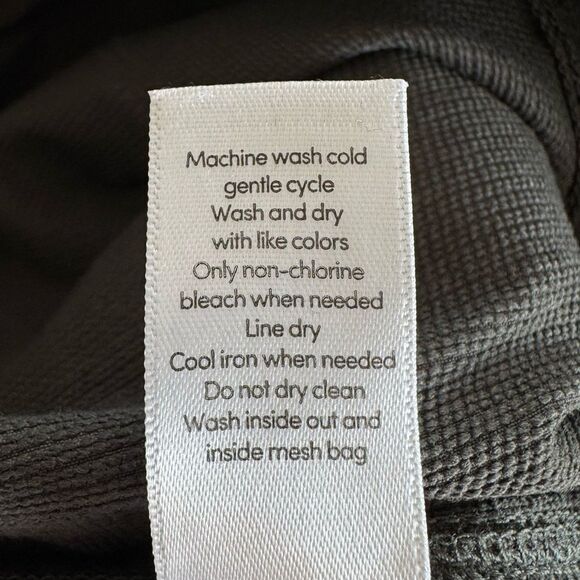 Machine wash cold
gentle cycle
Wash and dry
with like colors
Only non-chlorine
bleach when needed
Line dry
Cool iron when needed
Do not dry clean
Wash inside out and
inside mesh bag